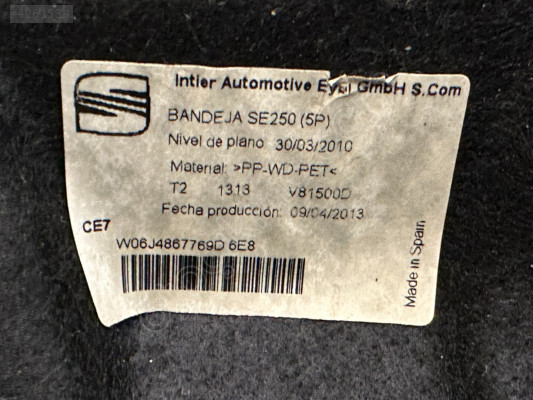 Intier Automotive Eybl GmbH S.Com
BANDEJA SE250 (5P)
Nivel de plano 30/03/2010
Material: >PP-WD-PET<
T2 1313 V81500D
Fecha producción: 09/04/2013
CE7
W06J4867769D 6E8
Made in Spain